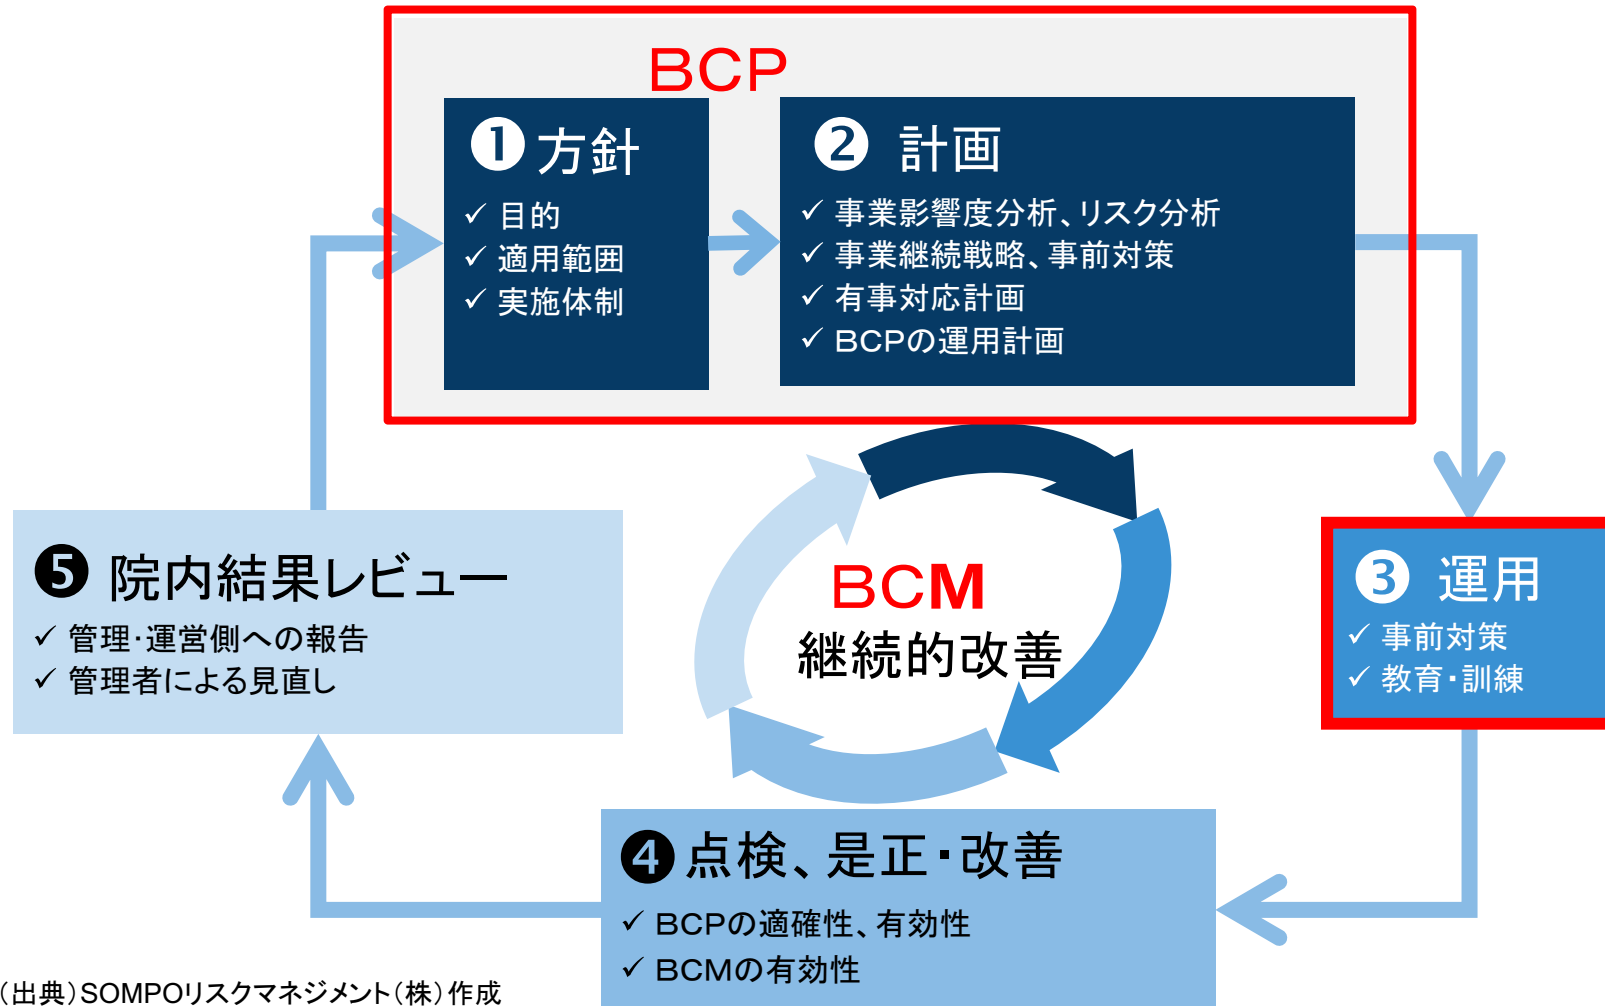 BCP
❶方針
✓ 目的
✓ 適用範囲
✓ 実施体制
❷ 計画
✓ 事業影響度分析、リスク分析
✓ 事業継続戦略、事前対策
✓ 有事対応計画
✓ BCPの運用計画
❸ 運用
✓ 事前対策
✓ 教育・訓練
BCM
継続的改善
❹点検、是正・改善
✓ BCPの適確性、有効性
✓ BCMの有効性
❺ 院内結果レビュー
✓ 管理・運営側への報告
✓ 管理者による見直し
(出典)SOMPOリスクマネジメント(株)作成